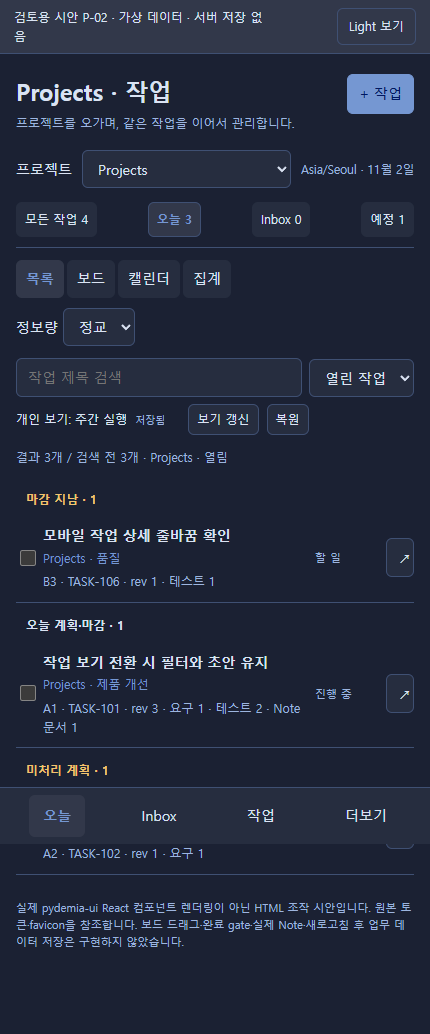 검토용 시안 P-02 · 가상 데이터 · 서버 저장 없
음
Light 보기
Projects · 작업
+ 작업
프로젝트를 오가며, 같은 작업을 이어서 관리합니다.
프로젝트
Projects
Asia/Seoul · 11월 2일
모든 작업 4
오늘 3
Inbox 0
예정 1
목록
보드
캘린더
집계
정보량
정교
작업 제목 검색
열린 작업
개인 보기: 주간 실행 저장됨
보기 갱신
복원
결과 3개 / 검색 전 3개 · Projects · 열림
마감 지남 · 1
모바일 작업 상세 줄바꿈 확인
Projects · 품질
할 일
↗
B3 · TASK-106 · rev 1 · 테스트 1
오늘 계획·마감 · 1
작업 보기 전환 시 필터와 초안 유지
Projects · 제품 개선
진행 중
↗
A1 · TASK-101 · rev 3 · 요구 1 · 테스트 2 · Note
문서 1
미처리 계획 · 1
오늘
Inbox
작업
더보기
A2 · TASK-102 · rev 1 · 요구 1
실제 pydemia-ui React 컴포넌트 렌더링이 아닌 HTML 조작 시안입니다. 원본 토
큰·favicon을 참조합니다. 보드 드래그·완료 gate·실제 Note·새로고침 후 업무 데
이터 저장은 구현하지 않았습니다.